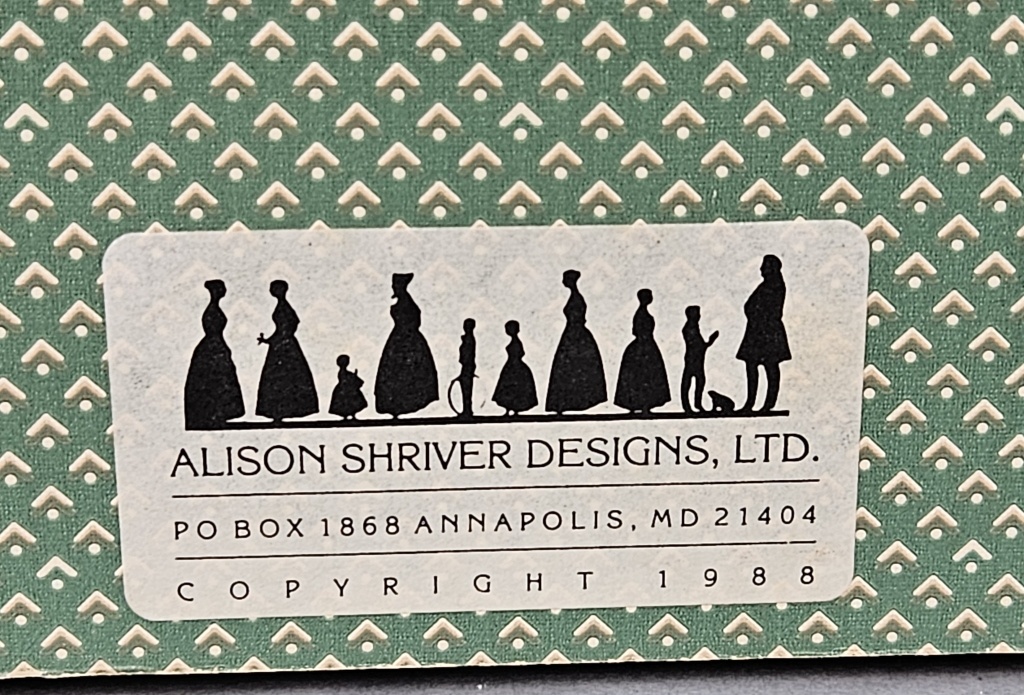 ALISON SHRIVER DESIGNS, LTD.
PO BOX 1868 ANNAPOLIS, MD 21404
COPYRIGHT 1988